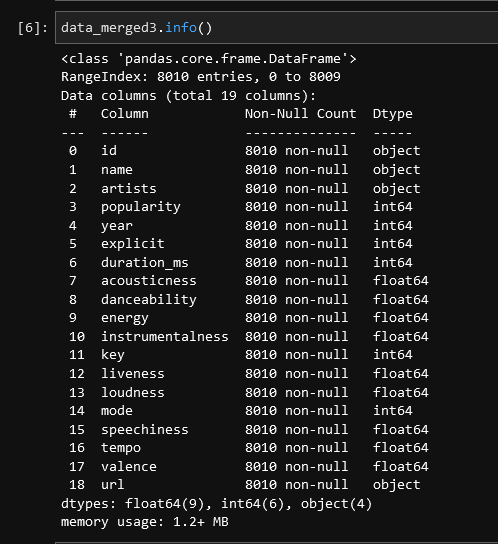 [6]: data_merged3.info()
<class 'pandas.core.frame.DataFrame'>
RangeIndex: 8010 entries, 0 to 8009
Data columns (total 19 columns):
 #   Column            Non-Null Count  Dtype
---  ------            --------------  -----
 0   id                8010 non-null   object
 1   name              8010 non-null   object
 2   artists           8010 non-null   object
 3   popularity        8010 non-null   int64
 4   year              8010 non-null   int64
 5   explicit          8010 non-null   int64
 6   duration_ms       8010 non-null   int64
 7   acousticness      8010 non-null   float64
 8   danceability      8010 non-null   float64
 9   energy            8010 non-null   float64
 10  instrumentalness  8010 non-null   float64
 11  key               8010 non-null   int64
 12  liveness          8010 non-null   float64
 13  loudness          8010 non-null   float64
 14  mode              8010 non-null   int64
 15  speechiness       8010 non-null   float64
 16  tempo             8010 non-null   float64
 17  valence           8010 non-null   float64
 18  url               8010 non-null   object
dtypes: float64(9), int64(6), object(4)
memory usage: 1.2+ MB